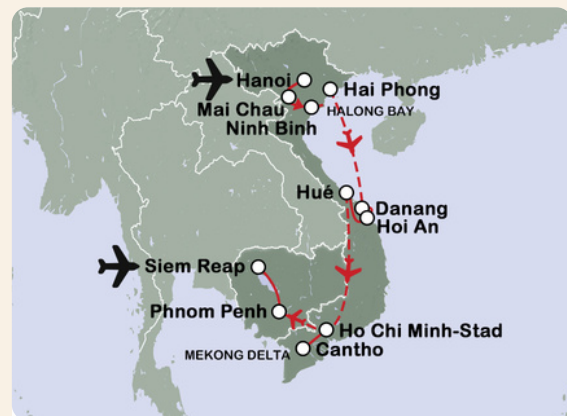 Hanoi
Hai Phong
Mai Chau
HALONG BAY
Ninh Binh
Hué
Danang
Hoi An
Siem Reap
Phnom Penh
Ho Chi Minh-Stad
MEKONG DELTA
Cantho